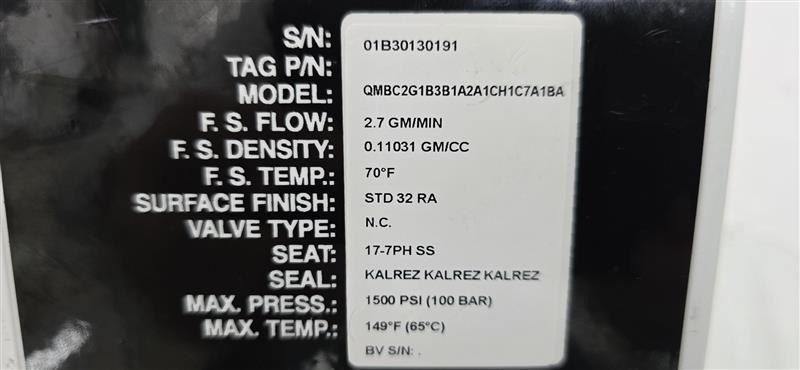 S/N: 01B30130191
TAG P/N:
MODEL: QMBC2G1B3B1A2A1CH1C7A1BA
F. S. FLOW: 2.7 GM/MIN
F. S. DENSITY: 0.11031 GM/CC
F. S. TEMP.: 70°F
SURFACE FINISH: STD 32 RA
VALVE TYPE: N.C.
SEAT: 17-7PH SS
SEAL: KALREZ KALREZ KALREZ
MAX. PRESS.: 1500 PSI (100 BAR)
MAX. TEMP.: 149°F (65°C)
BV S/N: .